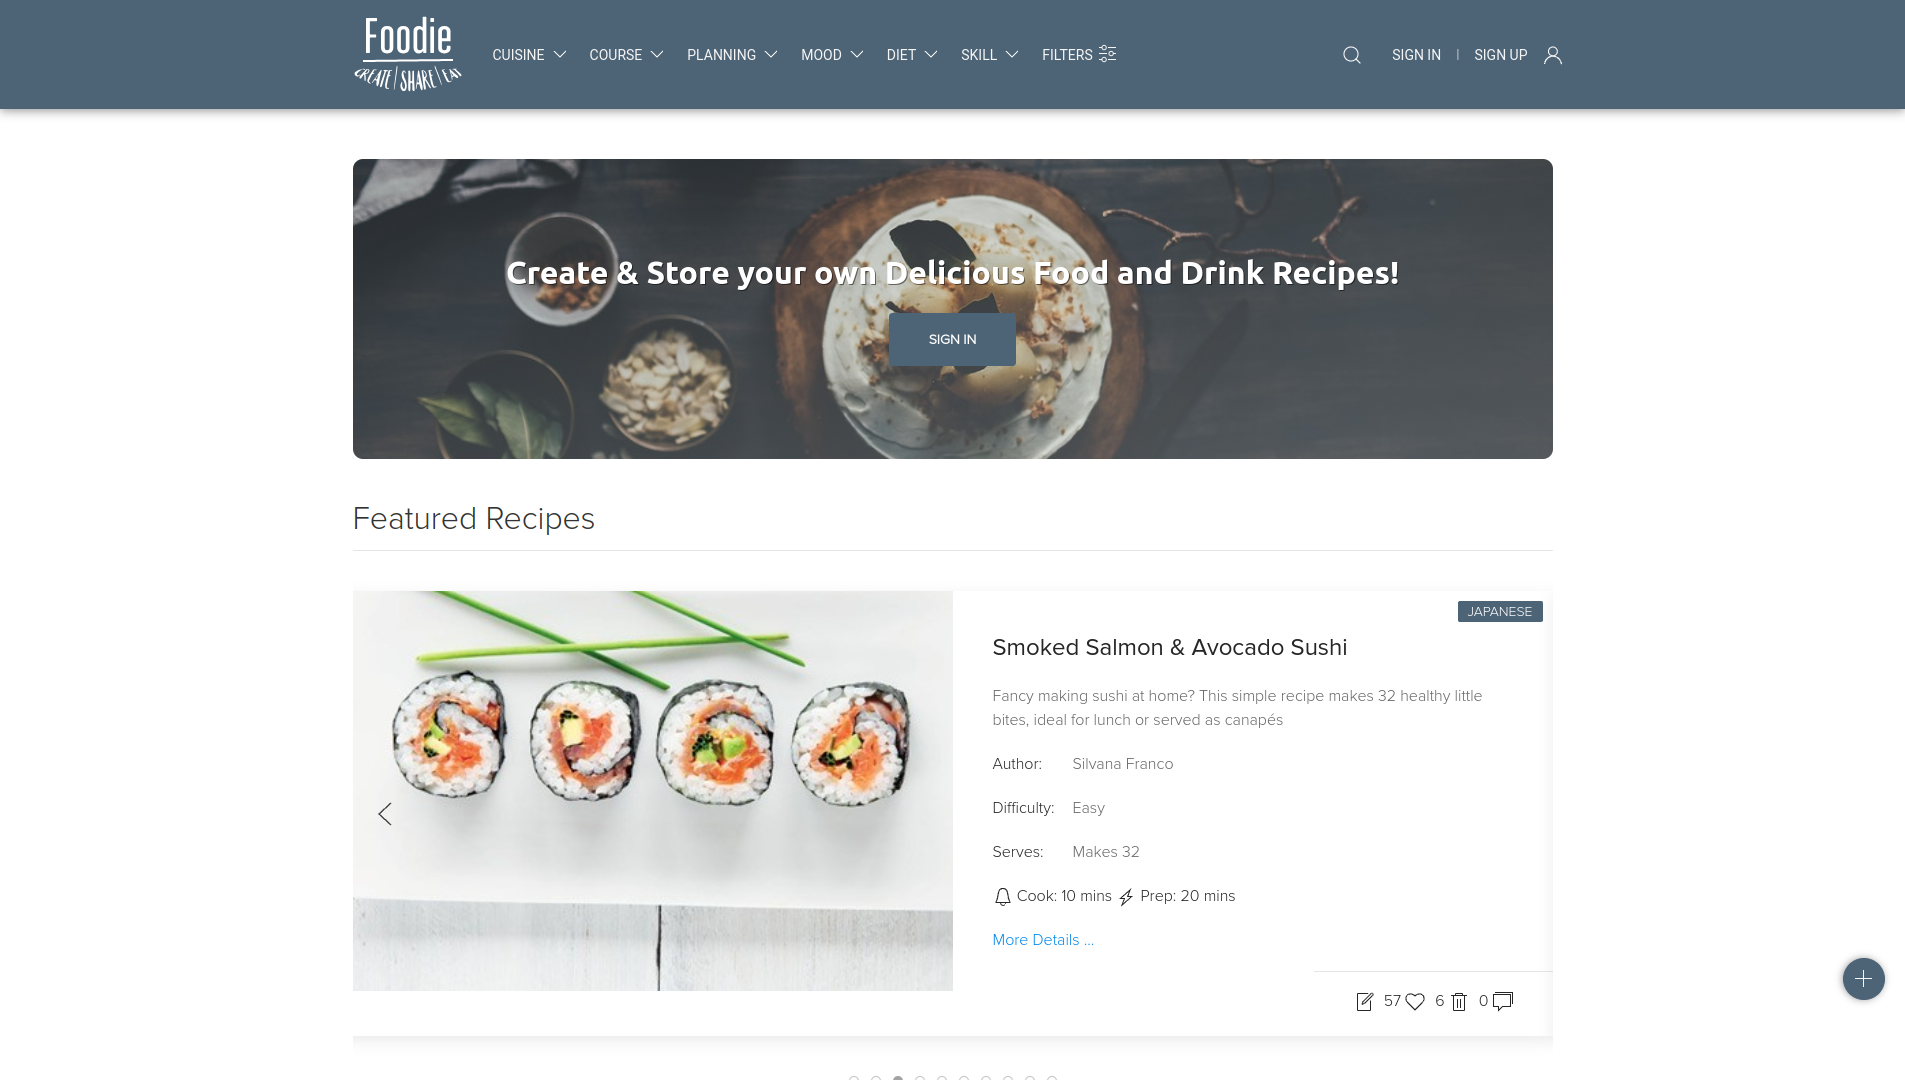 Foodie
CREATE | SHARE | EAT
CUISINE
COURSE
PLANNING
MOOD
DIET
SKILL
FILTERS
SIGN IN | SIGN UP
Create & Store your own Delicious Food and Drink Recipes!
SIGN IN
Featured Recipes
JAPANESE
Smoked Salmon & Avocado Sushi
Fancy making sushi at home? This simple recipe makes 32 healthy little
bites, ideal for lunch or served as canapés
Author: Silvana Franco
Difficulty: Easy
Serves: Makes 32
Cook: 10 mins Prep: 20 mins
More Details ...
57 6 0